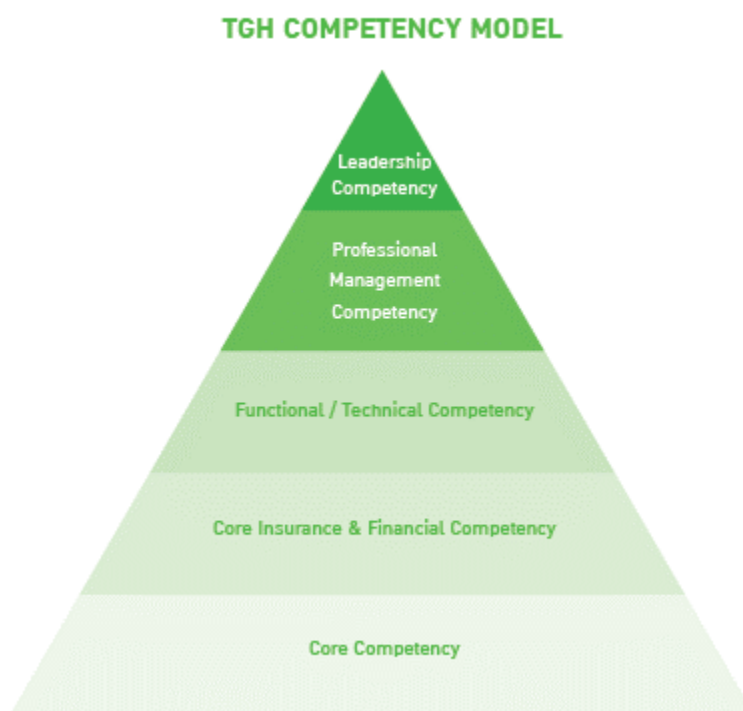 TGH COMPETENCY MODEL
Leadership
Competency
Professional
Management
Competency
Functional / Technical Competency
Core Insurance & Financial Competency
Core Competency